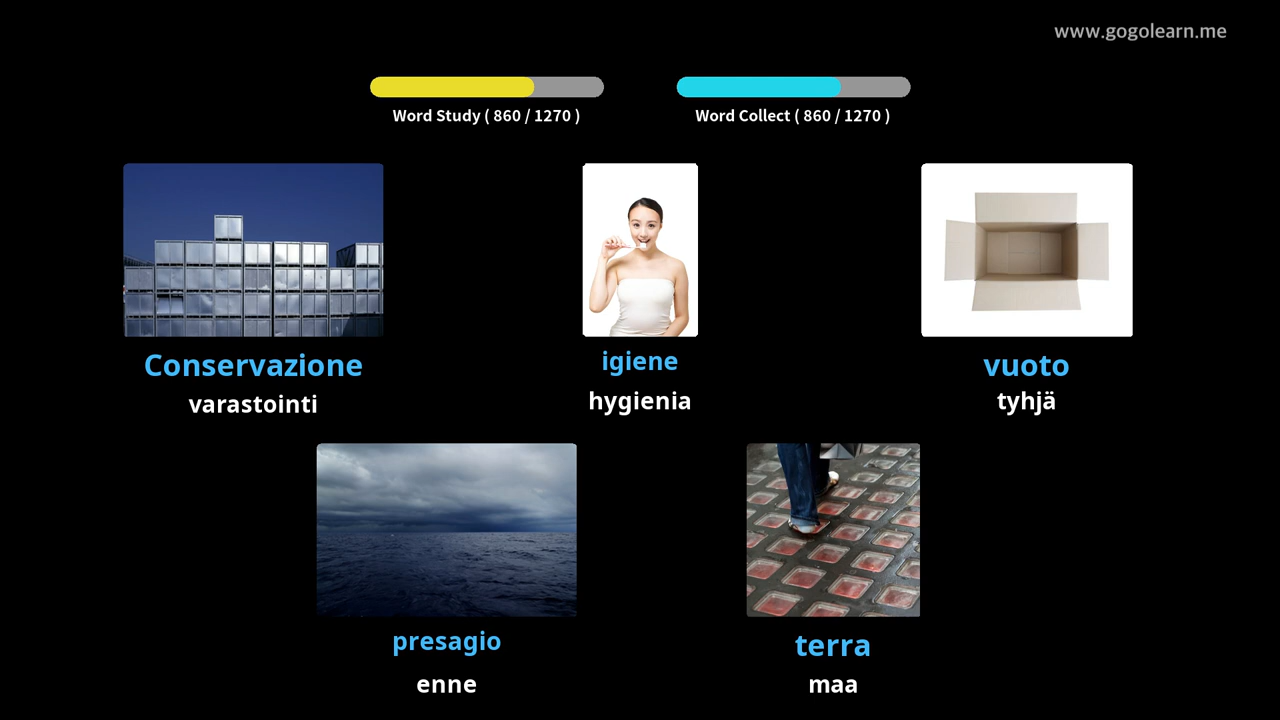 www.gogolearn.me
Word Study ( 860 / 1270 )
Word Collect ( 860 / 1270 )
Conservazione
varastointi
igiene
hygienia
vuoto
tyhjä
presagio
enne
terra
maa